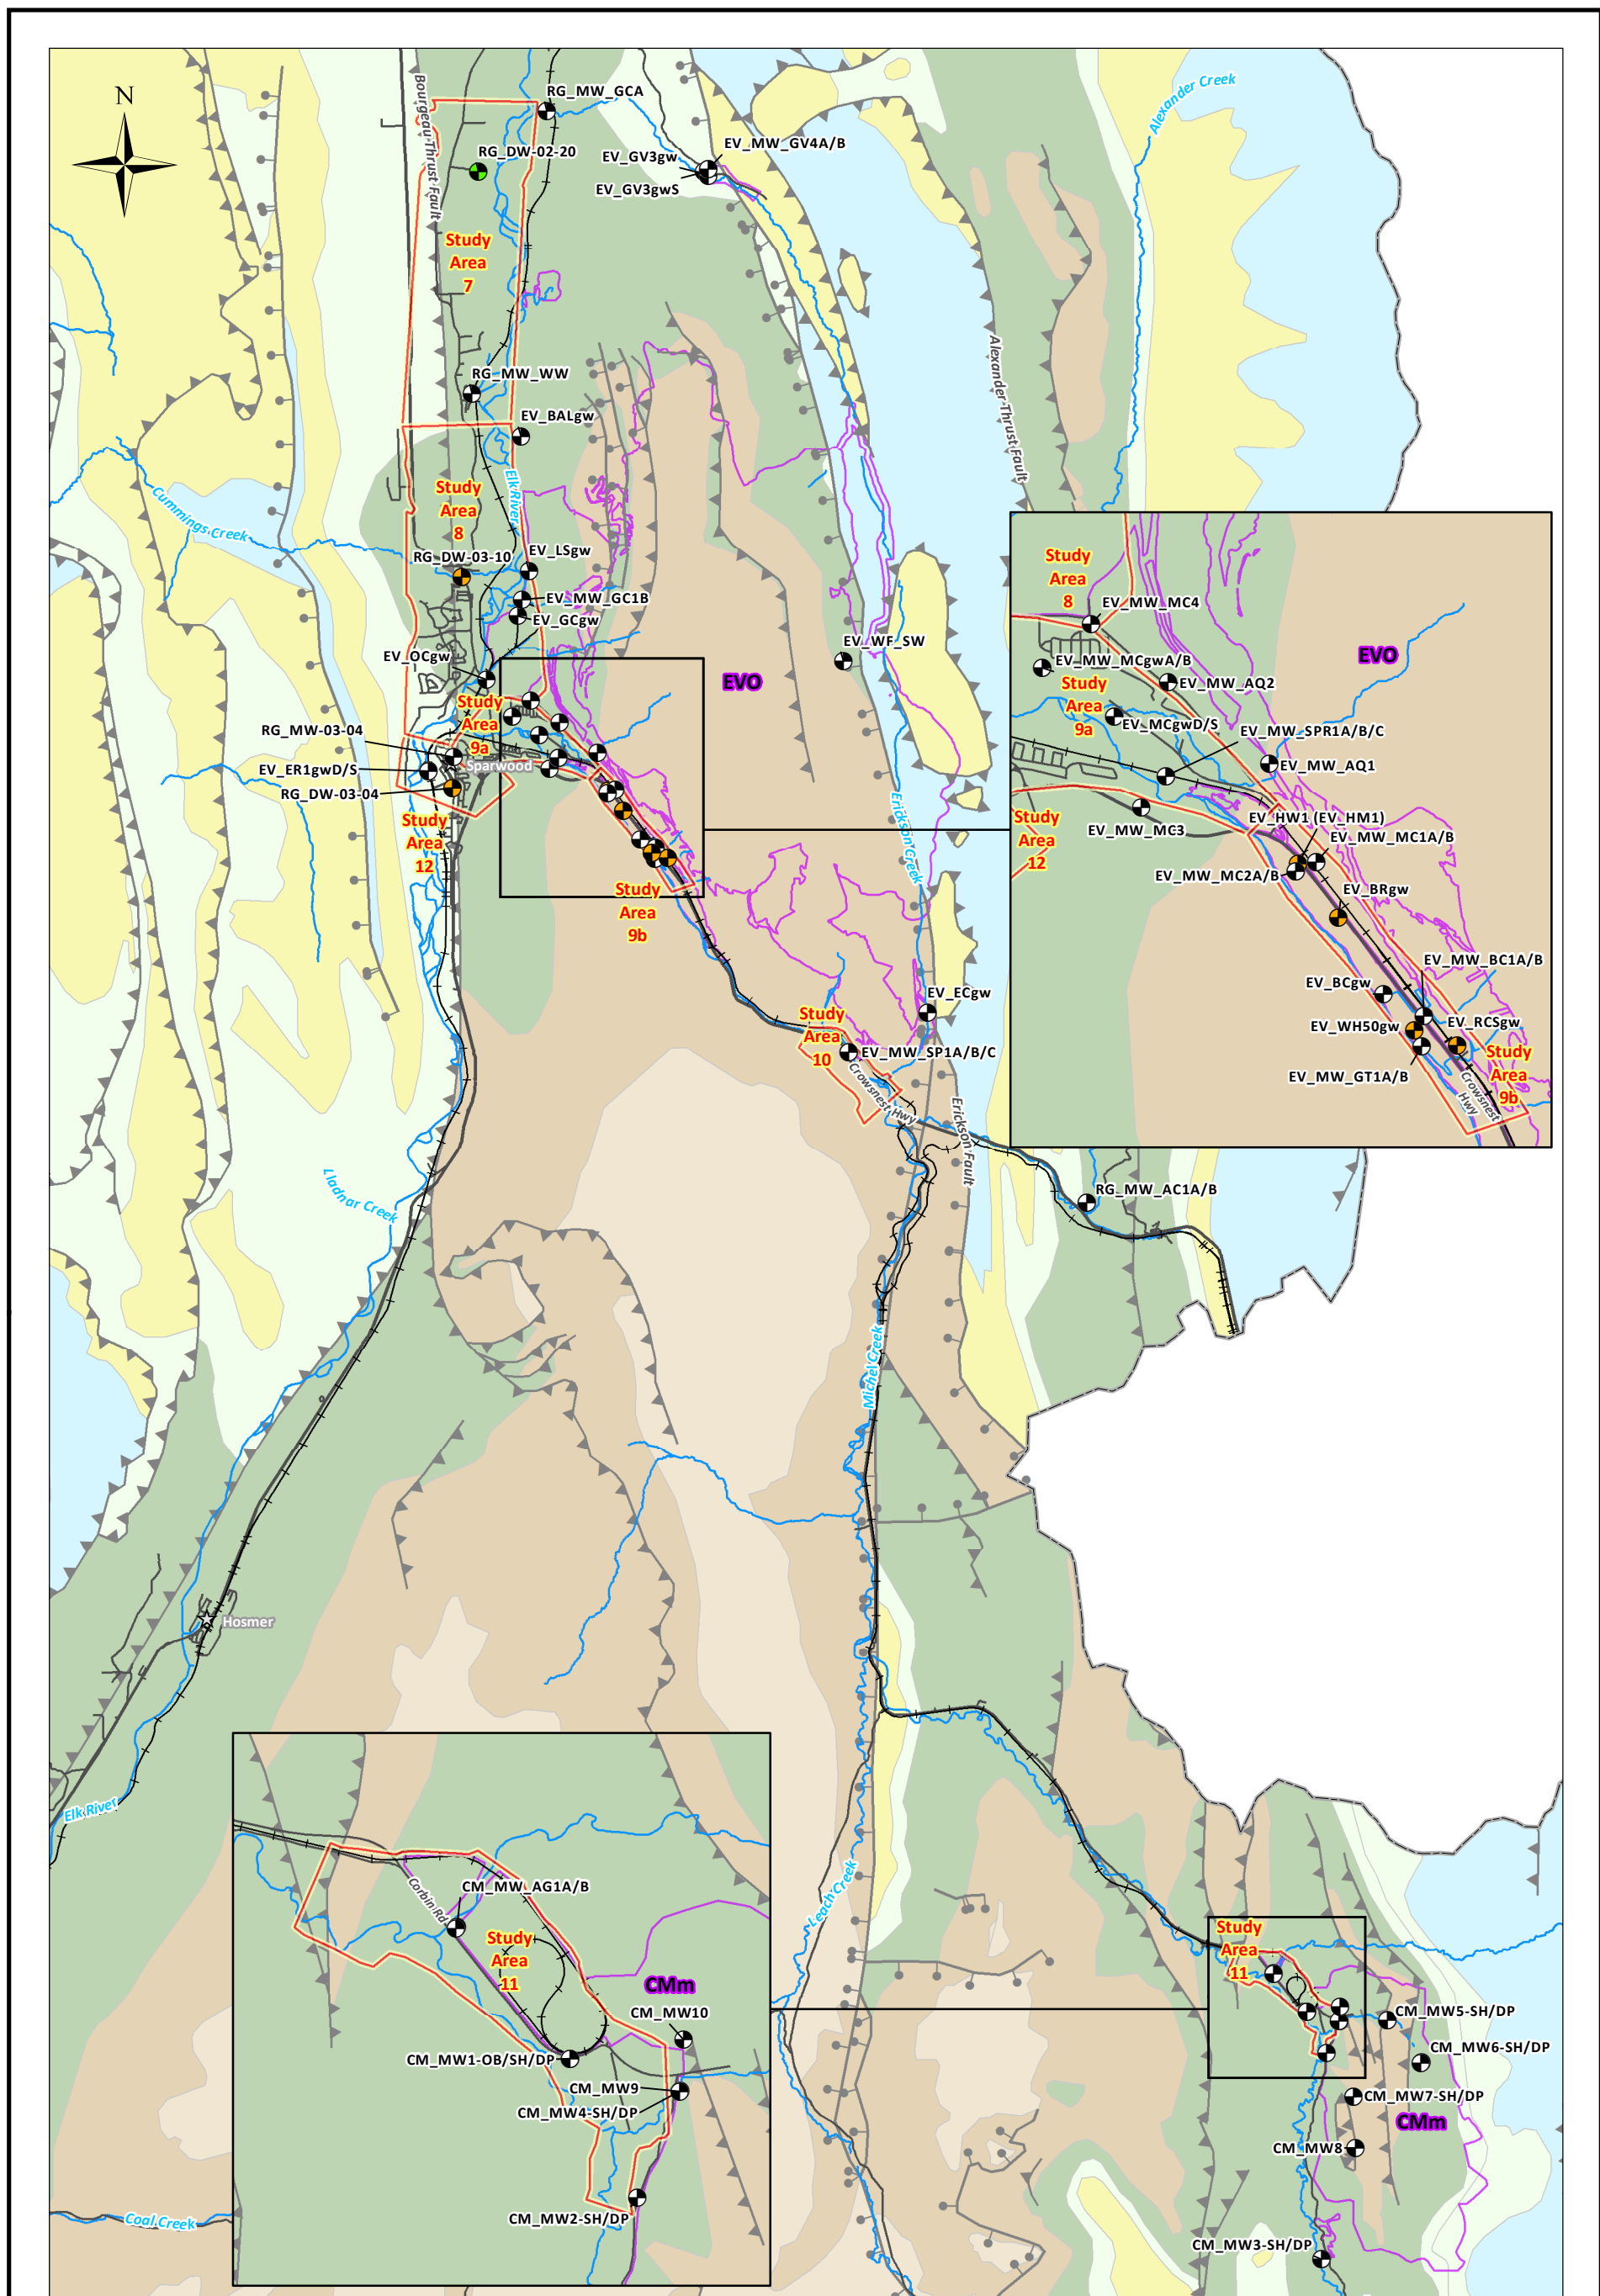 N
Bourgeau Thrust Fault
RG_MW_GCA
RG_DW-02-20
EV_MW_GV4A/B
EV_GV3gw
EV_GV3gwS
Alexander Creek
Study
Area
7
Alexander Thrust Fault
RG_MW_WW
EV_BALgw
Elk River
Cummings Creek
Study
Area
8
RG_DW-03-10
EV_LSgw
EV_MW_GC1B
EV_GCgw
EV_OCgw
EV_WF_SW
EVO
Study
Area
9a
RG_MW-03-04
Sparwood
EV_ER1gwD/S
RG_DW-03-04
Study
Area
12
Erickson Creek
Study
Area
9b
EV_ECgw
Study
Area
10
EV_MW_SP1A/B/C
Crowsnest Hwy
Erickson Fault
RG_MW_AC1A/B
Lladnar Creek
Michel Creek
Hosmer
Elk River
Leach Creek
Coal Creek
Study
Area
8
EV_MW_MC4
EV_MW_MCgwA/B
EVO
EV_MW_AQ2
Study
Area
9a
EV_MCgwD/S
EV_MW_SPR1A/B/C
EV_MW_AQ1
Study
Area
12
EV_MW_MC3
EV_HW1 (EV_HM1)
EV_MW_MC1A/B
EV_MW_MC2A/B
EV_BRgw
EV_MW_BC1A/B
EV_BCgw
EV_WH50gw
EV_RCSgw
EV_MW_GT1A/B
Study
Area
9b
Crowsnest
Hwy
Corbin Rd
CM_MW_AG1A/B
Study
Area
11
CMm
CM_MW10
CM_MW1-OB/SH/DP
CM_MW9
CM_MW4-SH/DP
CM_MW2-SH/DP
Study
Area
11
CM_MW5-SH/DP
CM_MW6-SH/DP
CM_MW7-SH/DP
CMm
CM_MW8
CM_MW3-SH/DP